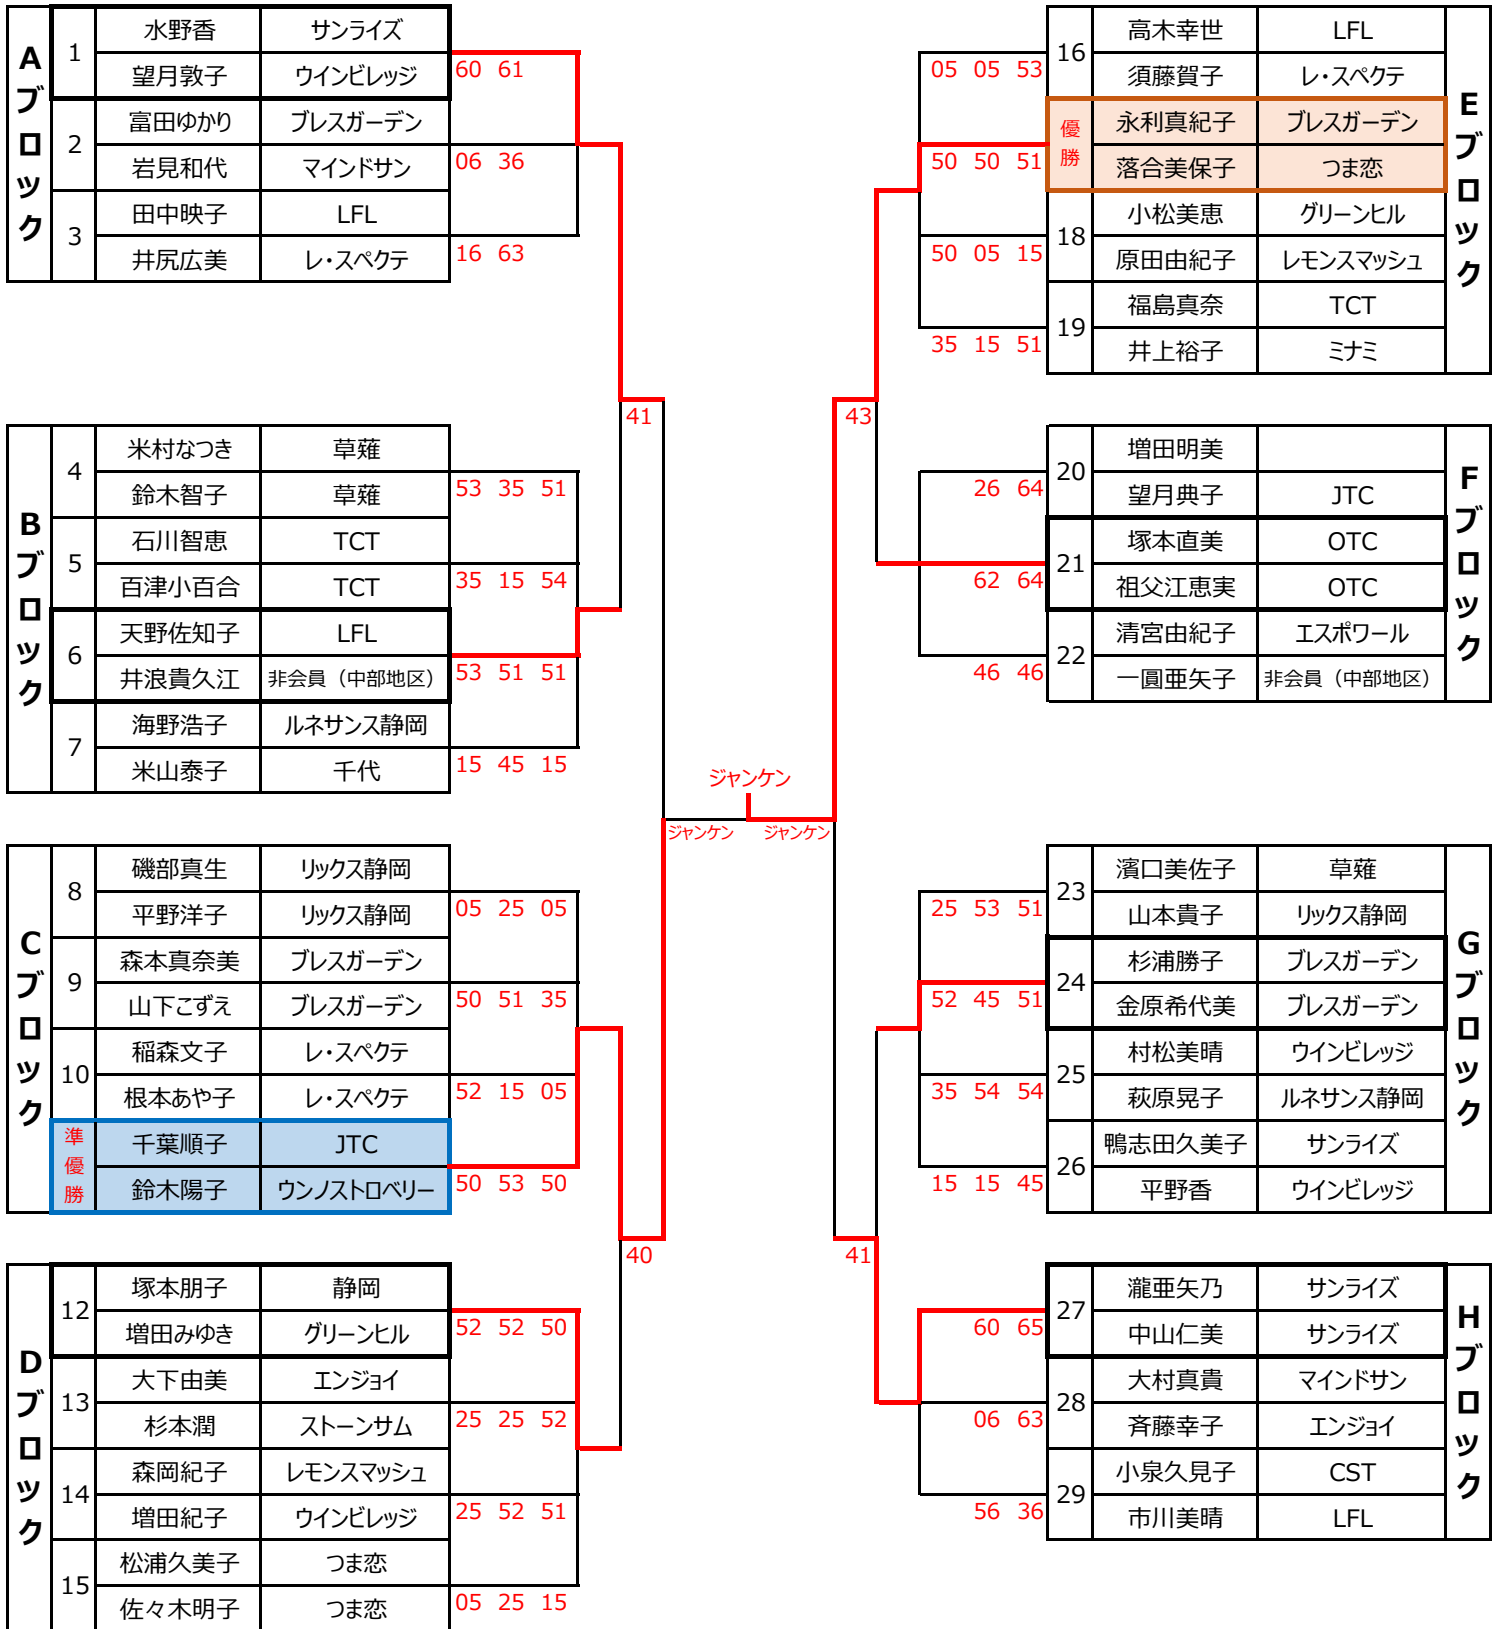 Aブロック
1 水野香 サンライズ
望月敦子 ウインビレッジ 60 61
2 富田ゆかり ブレスガーデン
岩見和代 マインドサン 06 36
3 田中映子 LFL
井尻広美 レ・スペクテ 16 63
41
Bブロック
4 米村なつき 草薙
鈴木智子 草薙 53 35 51
5 石川智恵 TCT
百津小百合 TCT 35 15 54
6 天野佐知子 LFL
井浪貴久江 非会員（中部地区） 53 51 51
7 海野浩子 ルネサンス静岡
米山泰子 千代 15 45 15
Cブロック
8 磯部真生 リックス静岡
平野洋子 リックス静岡 05 25 05
9 森本真奈美 ブレスガーデン
山下こずえ ブレスガーデン 50 51 35
10 稲森文子 レ・スペクテ
根本あや子 レ・スペクテ 52 15 05
準優勝 千葉順子 JTC
鈴木陽子 ウンノストロベリー 50 53 50
40
Dブロック
12 塚本朋子 静岡
増田みゆき グリーンヒル 52 52 50
13 大下由美 エンジョイ
杉本潤 ストーンサム 25 25 52
14 森岡紀子 レモンスマッシュ
増田紀子 ウインビレッジ 25 52 51
15 松浦久美子 つま恋
佐々木明子 つま恋 05 25 15
ジャンケン
ジャンケン ジャンケン
Eブロック
16 高木幸世 LFL
05 05 53 須藤賀子 レ・スペクテ
優勝 永利真紀子 ブレスガーデン
50 50 51 落合美保子 つま恋
18 小松美恵 グリーンヒル
50 05 15 原田由紀子 レモンスマッシュ
19 福島真奈 TCT
35 15 51 井上裕子 ミナミ
43
Fブロック
20 増田明美
26 64 望月典子 JTC
21 塚本直美 OTC
62 64 祖父江恵実 OTC
22 清宮由紀子 エスポワール
46 46 一圓亜矢子 非会員（中部地区）
Gブロック
23 濱口美佐子 草薙
25 53 51 山本貴子 リックス静岡
24 杉浦勝子 ブレスガーデン
52 45 51 金原希代美 ブレスガーデン
25 村松美晴 ウインビレッジ
35 54 54 萩原晃子 ルネサンス静岡
26 鴨志田久美子 サンライズ
15 15 45 平野香 ウインビレッジ
41
Hブロック
27 瀧亜矢乃 サンライズ
60 65 中山仁美 サンライズ
28 大村真貴 マインドサン
06 63 斉藤幸子 エンジョイ
29 小泉久見子 CST
56 36 市川美晴 LFL